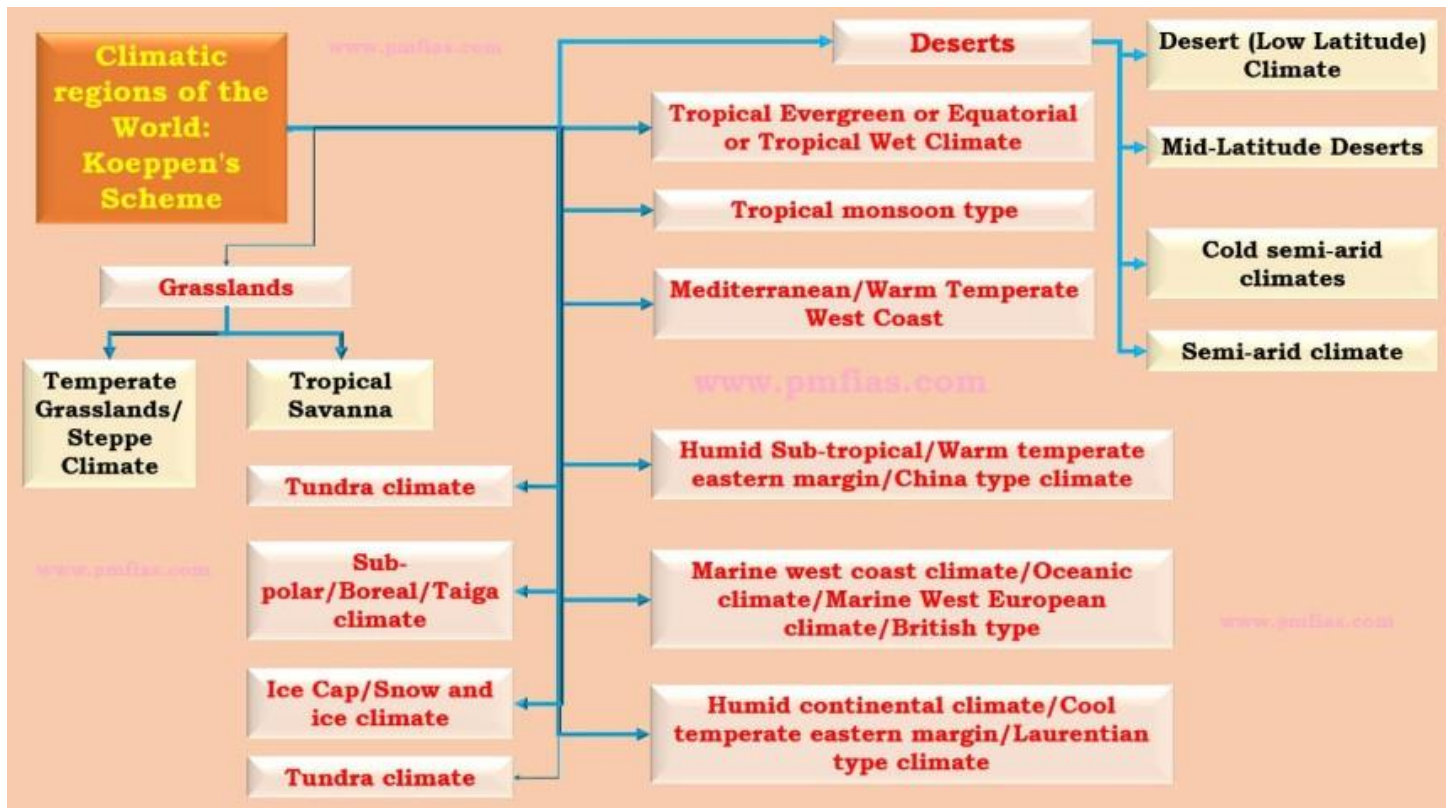 Climatic
regions of the
World:
Koeppen's
Scheme
www.pmfias.com
Deserts
Desert (Low Latitude)
Climate
Mid-Latitude Deserts
Cold semi-arid
climates
Semi-arid climate
Tropical Evergreen or Equatorial
or Tropical Wet Climate
Tropical monsoon type
Mediterranean/Warm Temperate
West Coast
www.pmfias.com
Grasslands
Temperate
Grasslands/
Steppe
Climate
Tropical
Savanna
Humid Sub-tropical/Warm temperate
eastern margin/China type climate
Marine west coast climate/Oceanic
climate/Marine West European
climate/British type
Humid continental climate/Cool
temperate eastern margin/Laurentian
type climate
Tundra climate
Sub-
polar/Boreal/Taiga
climate
Ice Cap/Snow and
ice climate
Tundra climate
www.pmfias.com
www.pmfias.com